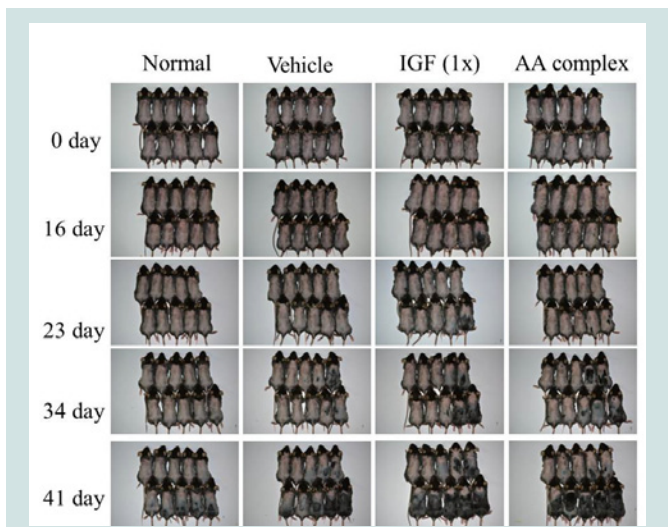 Normal Vehicle IGF (1x) AA complex
0 day
16 day
23 day
34 day
41 day